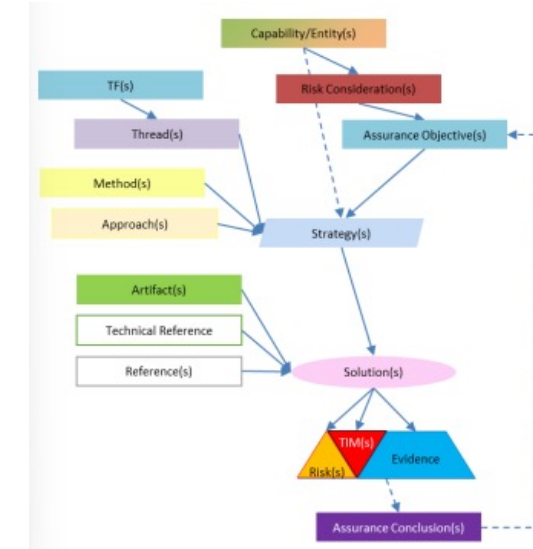 Capability/Entity(s)
TF(s)
Risk Consideration(s)
Thread(s)
Assurance Objective(s)
Method(s)
Approach(s)
Strategy(s)
Artifact(s)
Technical Reference
Reference(s)
Solution(s)
TIM(s)
Evidence
Risk(s)
Assurance Conclusion(s)